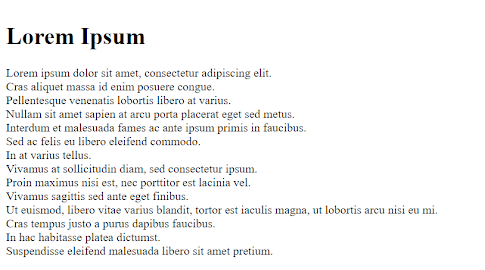 Lorem Ipsum
Lorem ipsum dolor sit amet, consectetur adipiscing elit.
Cras aliquet massa id enim posuere congue.
Pellentesque venenatis lobortis libero at varius.
Nullam sit amet sapien at arcu porta placerat eget sed metus.
Interdum et malesuada fames ac ante ipsum primis in faucibus.
Sed ac felis eu libero eleifend commodo.
In at varius tellus.
Vivamus at sollicitudin diam, sed consectetur ipsum.
Proin maximus nisi est, nec porttitor est lacinia vel.
Vivamus sagittis sed ante eget finibus.
Ut euismod, libero vitae varius blandit, tortor est iaculis magna, ut lobortis arcu nisi eu mi.
Cras tempus justo a purus dapibus faucibus.
In hac habitasse platea dictumst.
Suspendisse eleifend malesuada libero sit amet pretium.